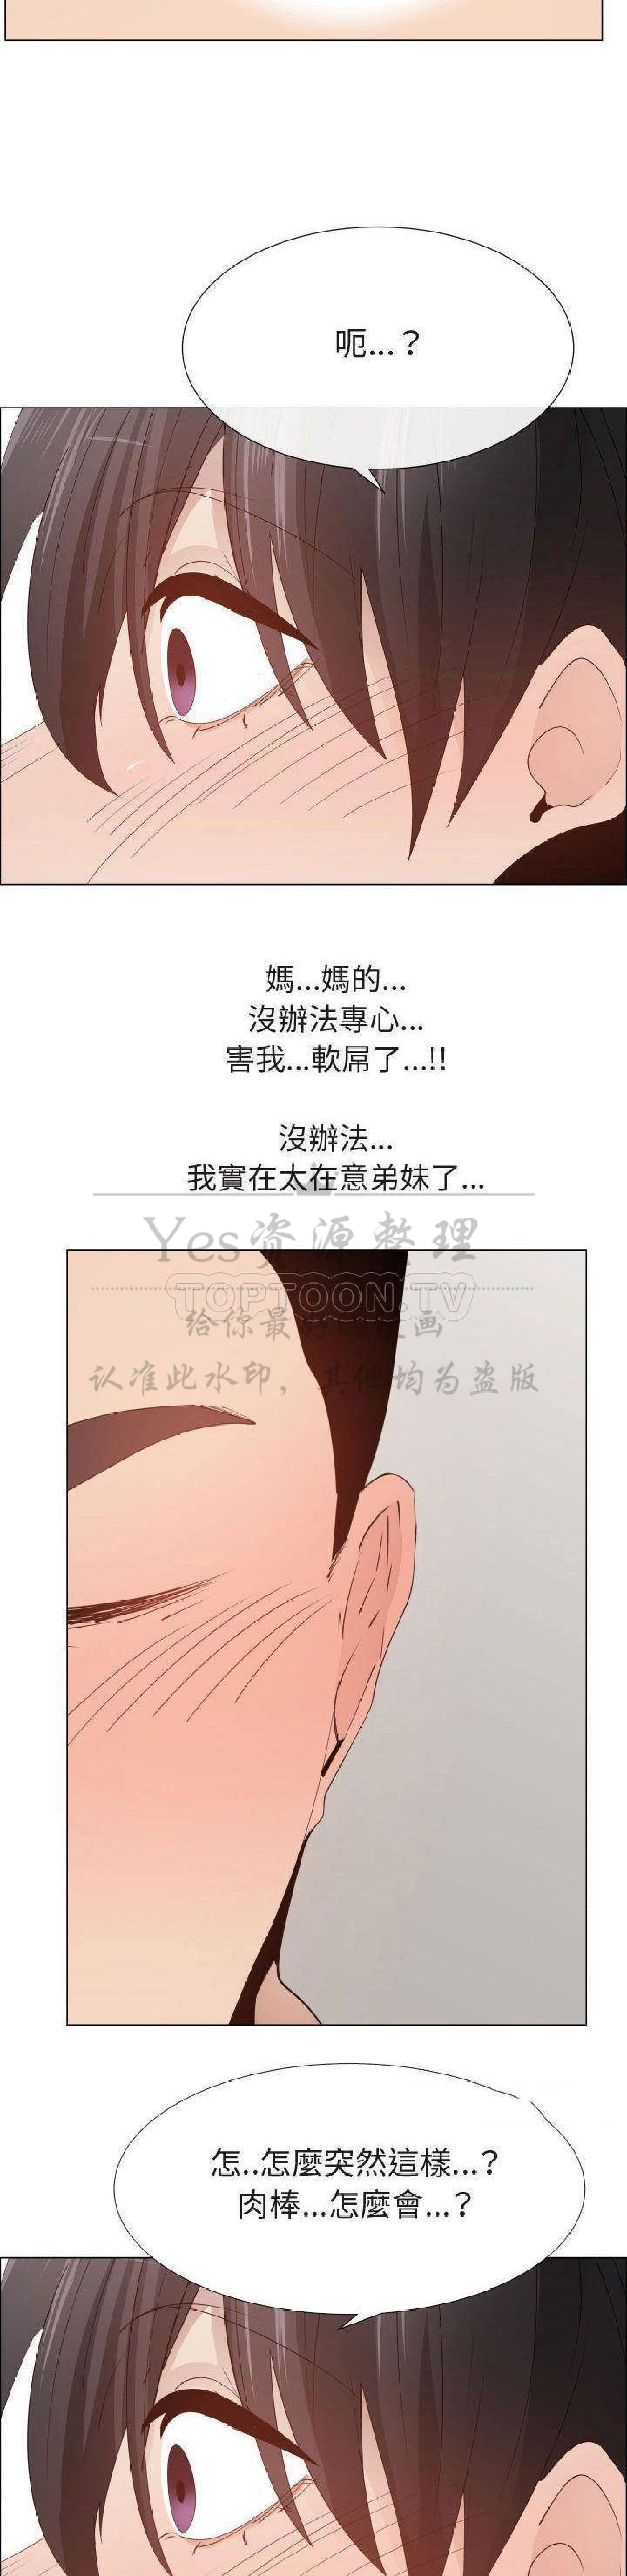 呃...？
媽...媽的...
沒辦法專心...
害我...軟屌了...!!
沒辦法...
我實在太在意弟妹了...
Yes资源整理
TOPTOON.TV
给你最好的漫画
认准此水印，其他均为盗版
怎..怎麼突然這樣...？
肉棒...怎麼會...？